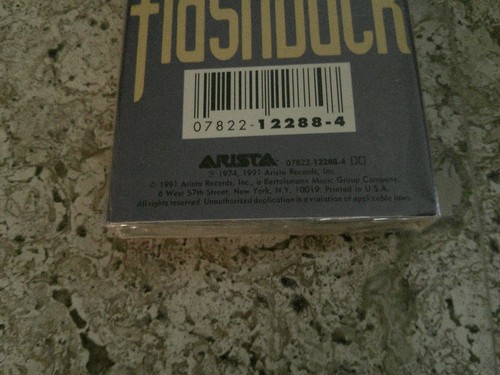 flashback
07822-12288-4
ARISTA. 07822-12288-4
℗ 1974, 1991 Arista Records, Inc.
© 1991 Arista Records, Inc., a Bertelsmann Music Group Company.
6 West 57th Street, New York, N.Y. 10019. Printed in U.S.A.
All rights reserved. Unauthorized duplication is a violation of applicable laws.